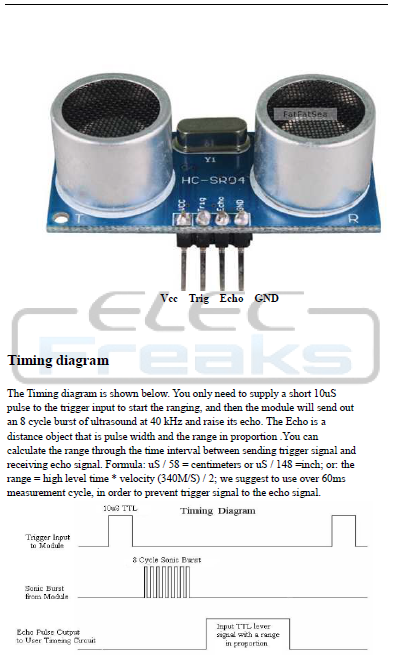 FatFatSea
Y1
HC-SR04
T
VCC
Trig
Echo
GND
R
Vcc Trig Echo GND
ELEC
Freaks
Timing diagram
The Timing diagram is shown below. You only need to supply a short 10uS
pulse to the trigger input to start the ranging, and then the module will send out
an 8 cycle burst of ultrasound at 40 kHz and raise its echo. The Echo is a
distance object that is pulse width and the range in proportion .You can
calculate the range through the time interval between sending trigger signal and
receiving echo signal. Formula: uS / 58 = centimeters or uS / 148 =inch; or: the
range = high level time * velocity (340M/S) / 2; we suggest to use over 60ms
measurement cycle, in order to prevent trigger signal to the echo signal.
10uS TTL
Timing Diagram
Trigger Input
to Module
8 Cycle Sonic Burst
Sonic Burst
from Module
Echo Pulse Output
to User Timeing Circuit
Input TTL lever
signal with a range
in proportion